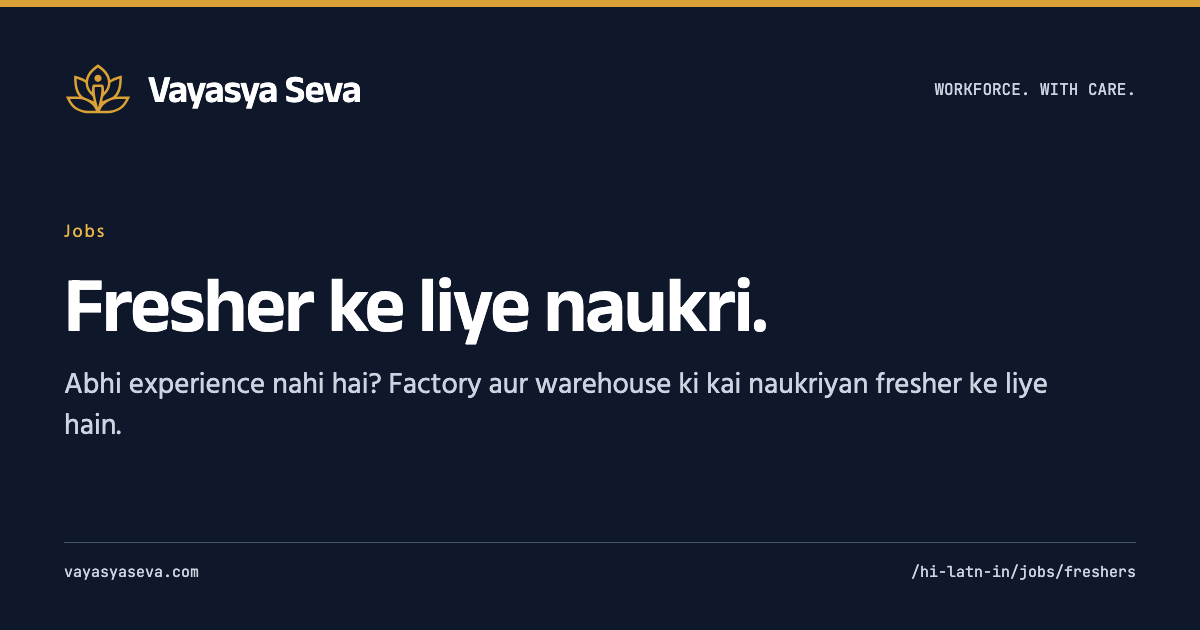 Vayasya Seva
WORKFORCE. WITH CARE.
Jobs
Fresher ke liye naukri.
Abhi experience nahi hai? Factory aur warehouse ki kai naukriyan fresher ke liye
hain.
vayasyaseva.com
/hi-latn-in/jobs/freshers